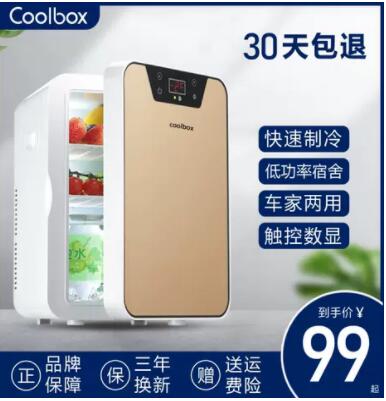 Coolbox
30天包退
coolbox
快速制冷
低功率宿舍
车家两用
触控数显
到手价¥
99起
正 品牌保障
保 三年换新
赠 送运费险